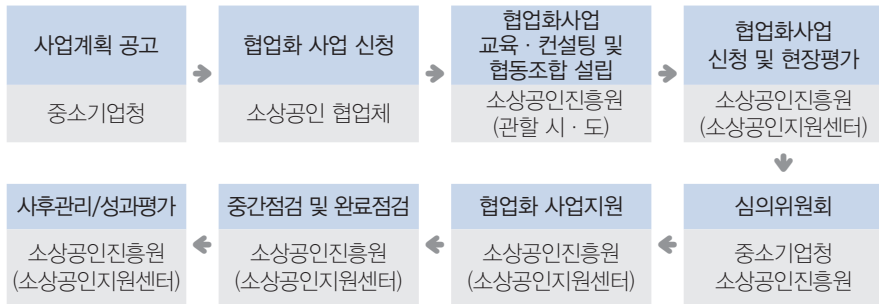 사업계획 공고
중소기업청
협업화 사업 신청
소상공인 협업체
협업화사업
교육 · 컨설팅 및
협동조합 설립
소상공인진흥원
(관할 시 · 도)
협업화사업
신청 및 현장평가
소상공인진흥원
(소상공인지원센터)
심의위원회
중소기업청
소상공인진흥원
협업화 사업지원
소상공인진흥원
(소상공인지원센터)
중간점검 및 완료점검
소상공인진흥원
(소상공인지원센터)
사후관리/성과평가
소상공인진흥원
(소상공인지원센터)